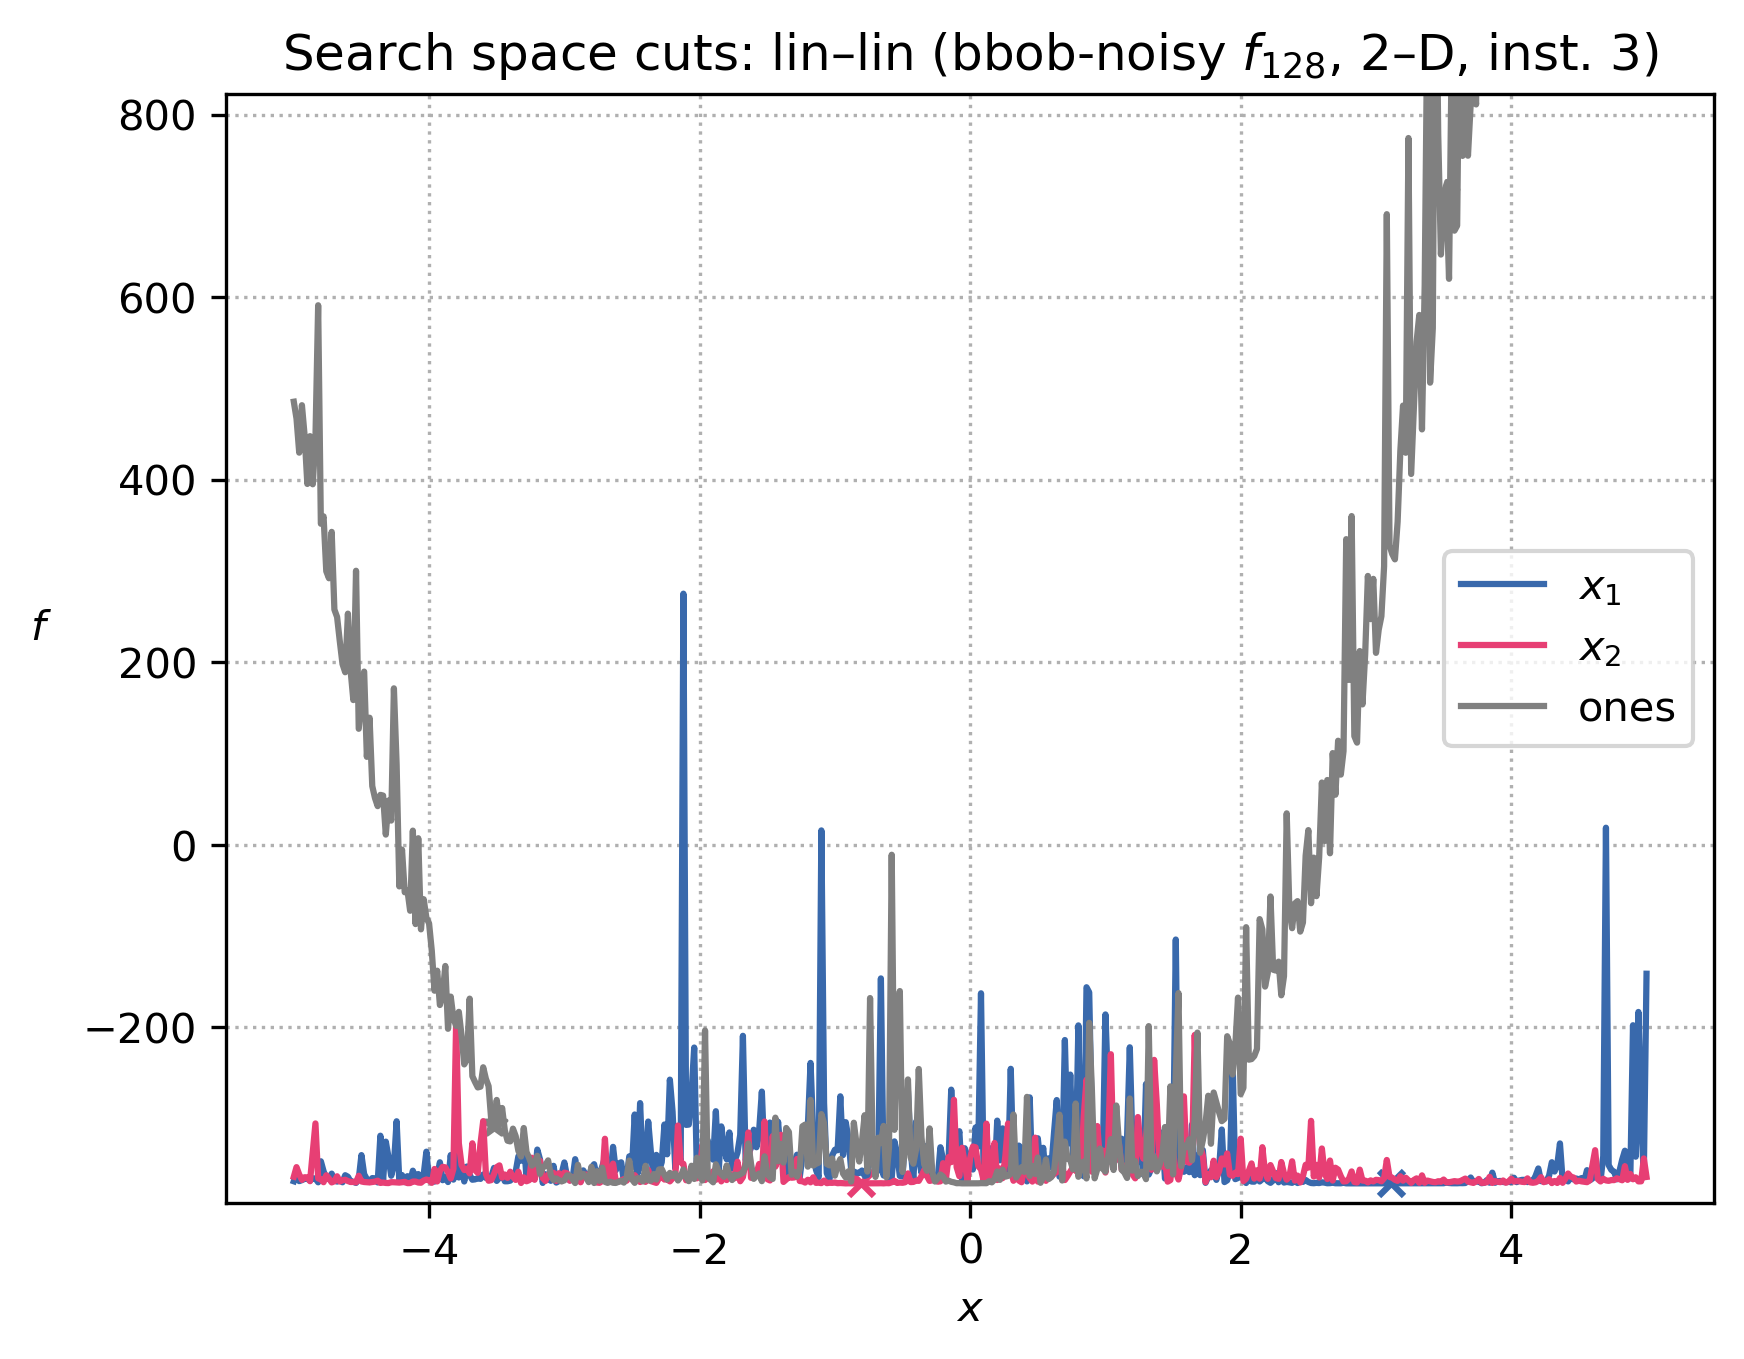 Search space cuts: lin–lin (bbob-noisy f₁₂₈, 2–D, inst. 3)
800
600
400
200
0
−200
f
x₁
x₂
ones
−4
−2
0
2
4
x